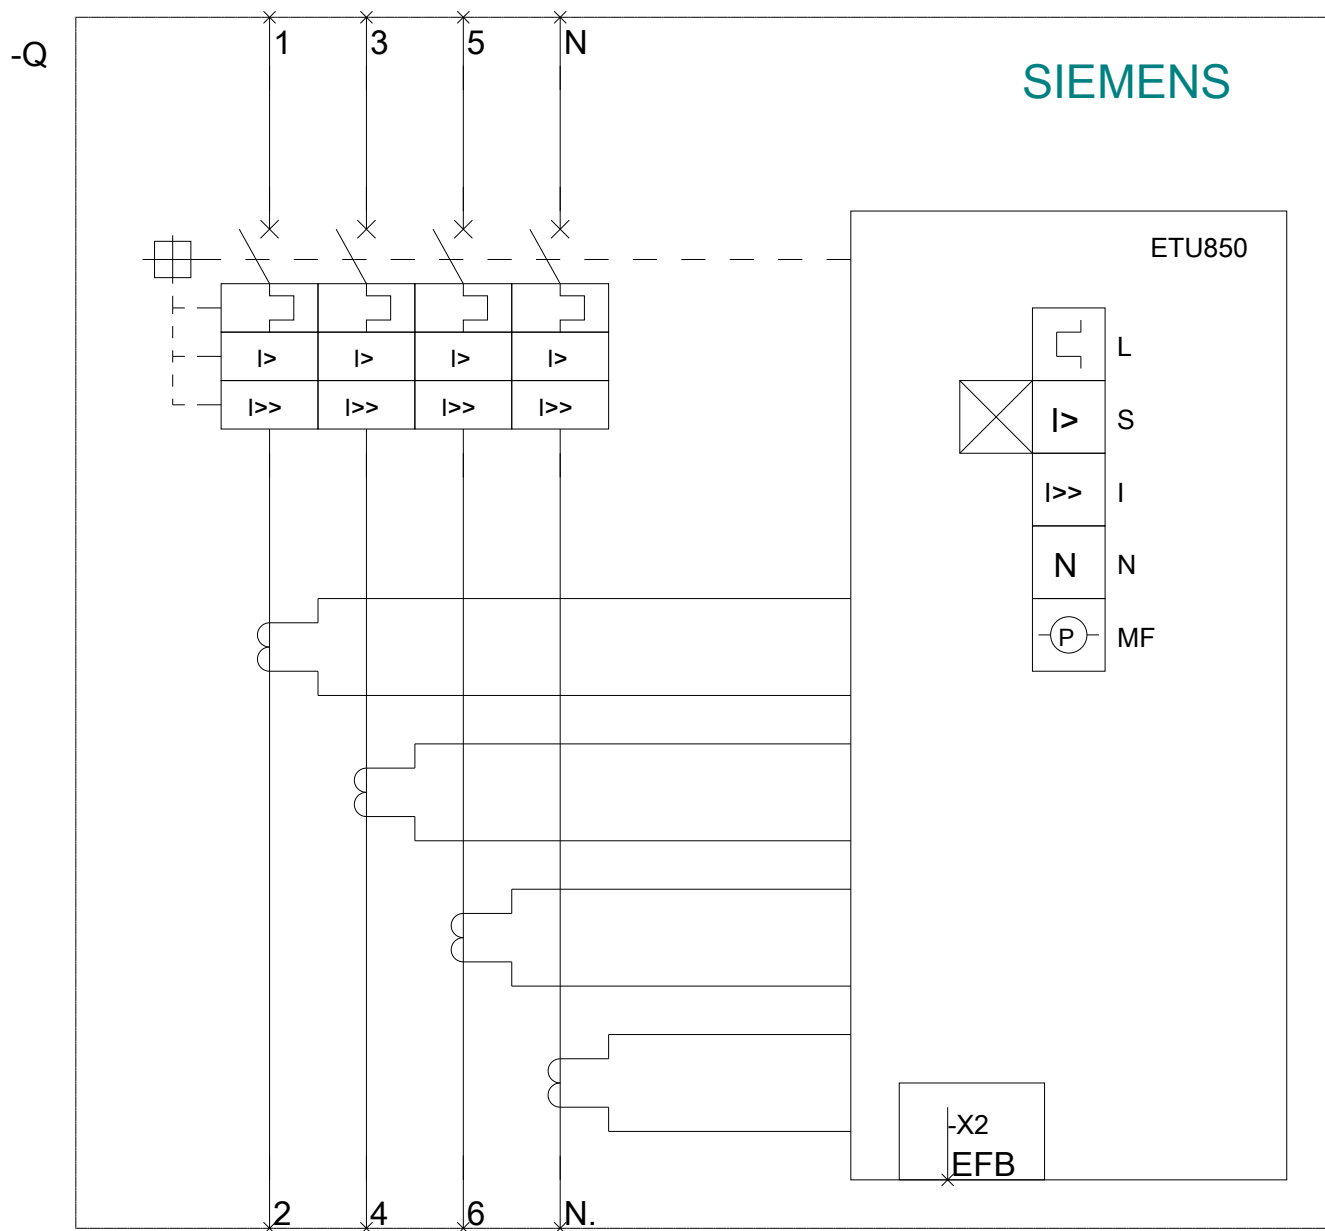 1 3 5 N
-Q
SIEMENS
ETU850
L
I> I> I> I>
I>> I>> I>> I>>
I> S
I>> I
N N
P MF
-X2
EFB
2 4 6 N.